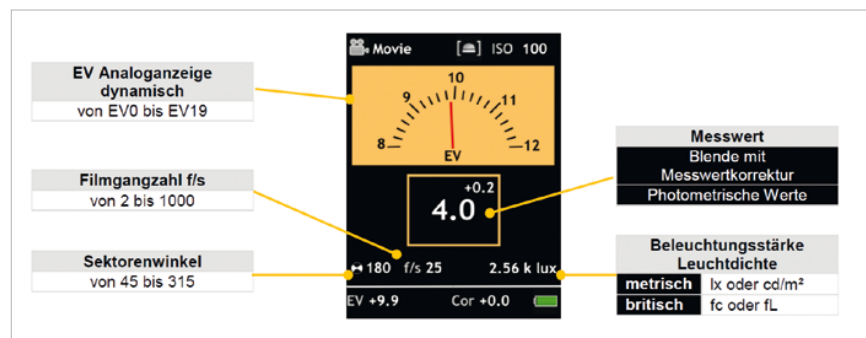 Movie [ ] ISO 100
EV Analoganzeige
dynamisch
von EV0 bis EV19
8 9 10 11 12
EV
Filmgangzahl f/s
von 2 bis 1000
Sektorenwinkel
von 45 bis 315
+0.2
4.0
180 f/s 25 2.56 k lux
EV +9.9 Cor +0.0
Messwert
Blende mit
Messwertkorrektur
Photometrische Werte
Beleuchtungsstärke
Leuchtdichte
metrisch lx oder cd/m²
britisch fc oder fL